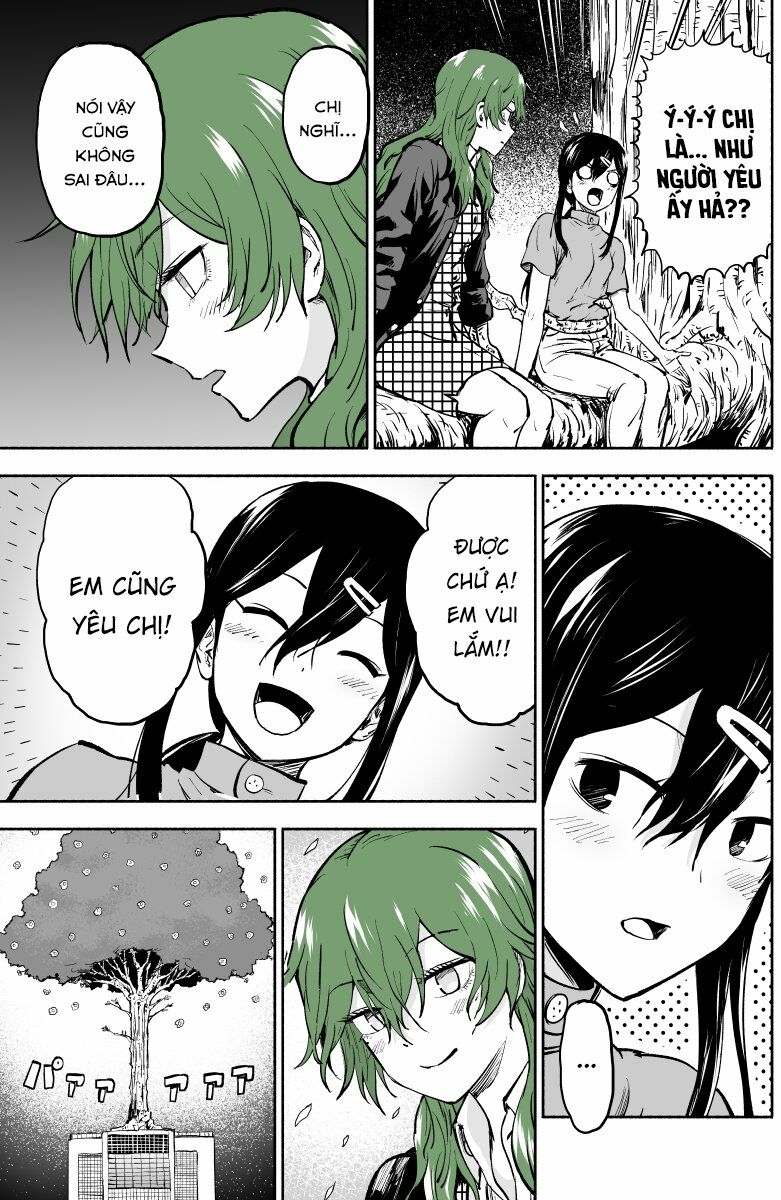 Ý-Ý-Ý CHỊ
LÀ... NHƯ
NGƯỜI YÊU
ẤY HẢ??
CHỊ
NGHĨ...
NÓI VẬY
CŨNG
KHÔNG
SAI ĐÂU...
...
ĐƯỢC
CHỨ Ạ!
EM VUI
LẮM!!
EM CŨNG
YÊU CHỊ!
パァァァァァ